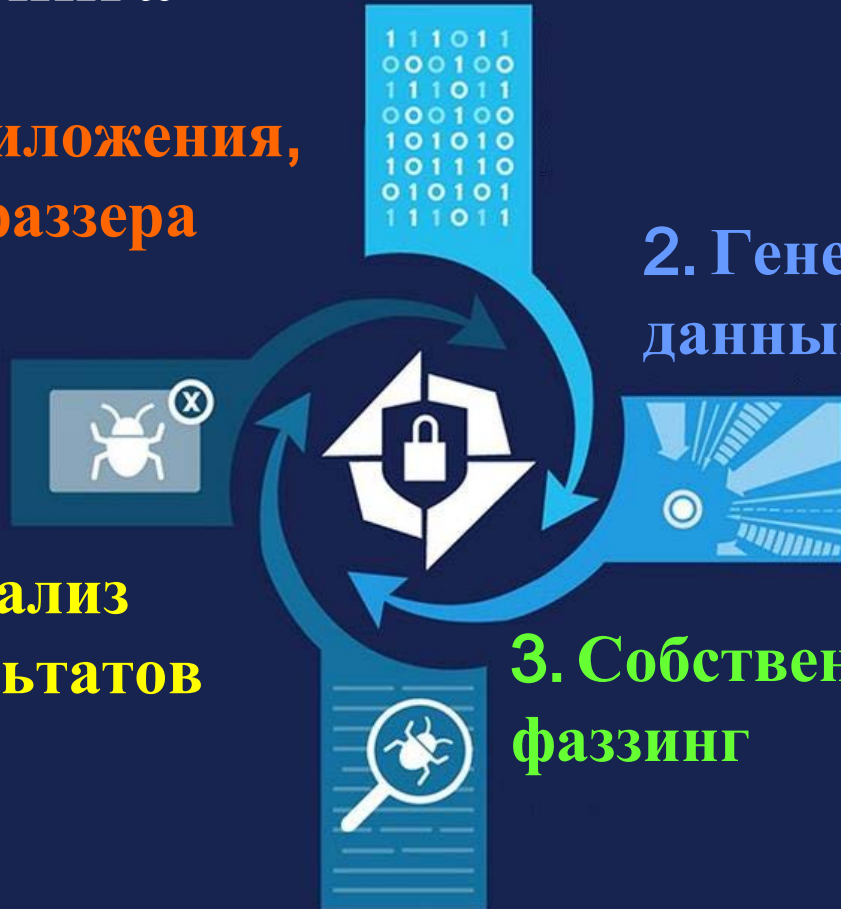 1 1 1 0 1 1
0 0 0 1 0 0
1 1 1 0 1 1
0 0 0 1 0 0
1 0 1 0 1 0
1 0 1 1 1 0
0 1 0 1 0 1
1 1 1 0 1 1
иложения,
раззера
2. Гене
данны
X
ализ
ьтатов
3. Собствен
фаззинг